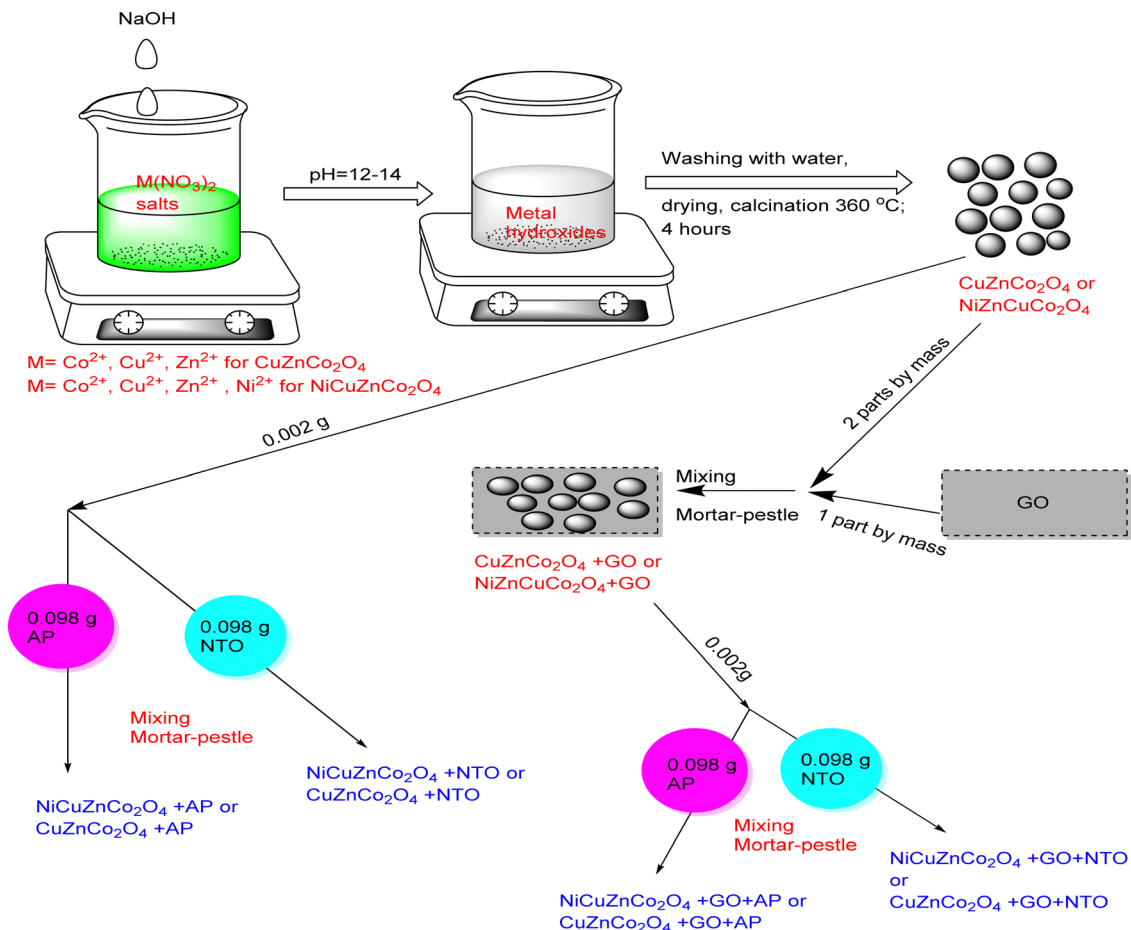 NaOH
M(NO₃)₂
salts
pH=12-14
Metal
hydroxides
Washing with water,
drying, calcination 360 ºC;
4 hours
CuZnCo₂O₄ or
NiZnCuCo₂O₄
M= Co²⁺, Cu²⁺, Zn²⁺ for CuZnCo₂O₄
M= Co²⁺, Cu²⁺, Zn²⁺ , Ni²⁺ for NiCuZnCo₂O₄
0.002 g
2 parts by mass
GO
1 part by mass
Mixing
Mortar-pestle
CuZnCo₂O₄ +GO or
NiZnCuCo₂O₄+GO
0.098 g
AP
0.098 g
NTO
Mixing
Mortar-pestle
NiCuZnCo₂O₄ +AP or
CuZnCo₂O₄ +AP
NiCuZnCo₂O₄ +NTO or
CuZnCo₂O₄ +NTO
0.002g
0.098 g
AP
0.098 g
NTO
Mixing
Mortar-pestle
NiCuZnCo₂O₄ +GO+AP or
CuZnCo₂O₄ +GO+AP
NiCuZnCo₂O₄ +GO+NTO
or
CuZnCo₂O₄ +GO+NTO